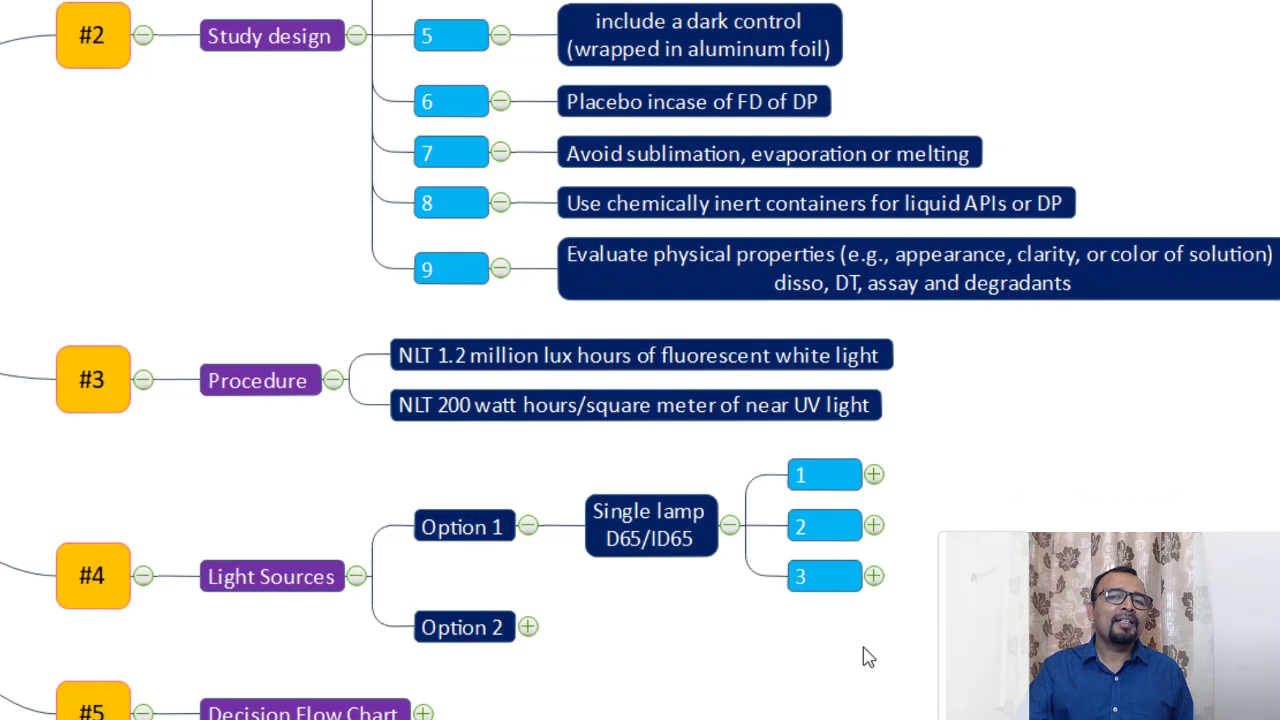 #2
Study design
5
include a dark control
(wrapped in aluminum foil)
6
Placebo incase of FD of DP
7
Avoid sublimation, evaporation or melting
8
Use chemically inert containers for liquid APIs or DP
9
Evaluate physical properties (e.g., appearance, clarity, or color of solution)
disso, DT, assay and degradants
#3
Procedure
NLT 1.2 million lux hours of fluorescent white light
NLT 200 watt hours/square meter of near UV light
#4
Light Sources
Option 1
Single lamp
D65/ID65
1
2
3
Option 2
#5
Decision Flow Chart